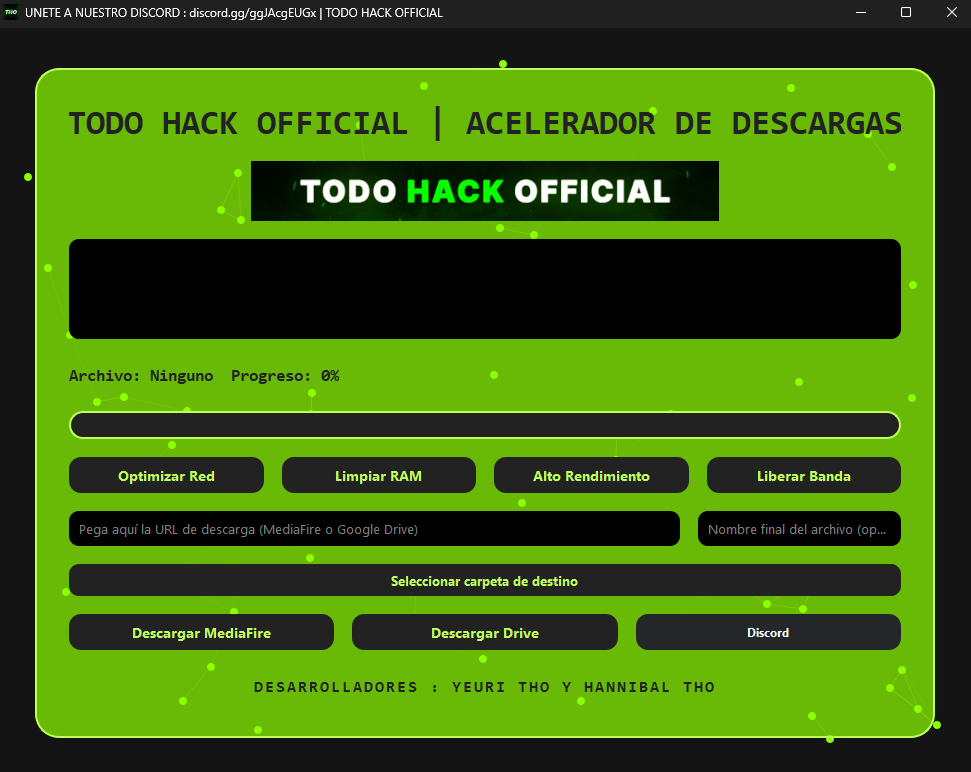 THO UNETE A NUESTRO DISCORD : discord.gg/ggJAcgEUGx | TODO HACK OFFICIAL
TODO HACK OFFICIAL | ACELERADOR DE DESCARGAS
TODO HACK OFFICIAL
Archivo: Ninguno Progreso: 0%
Optimizar Red Limpiar RAM Alto Rendimiento Liberar Banda
Pega aquí la URL de descarga (MediaFire o Google Drive) Nombre final del archivo (op...
Seleccionar carpeta de destino
Descargar MediaFire Descargar Drive Discord
DESARROLLADORES : YEURI THO Y HANNIBAL THO